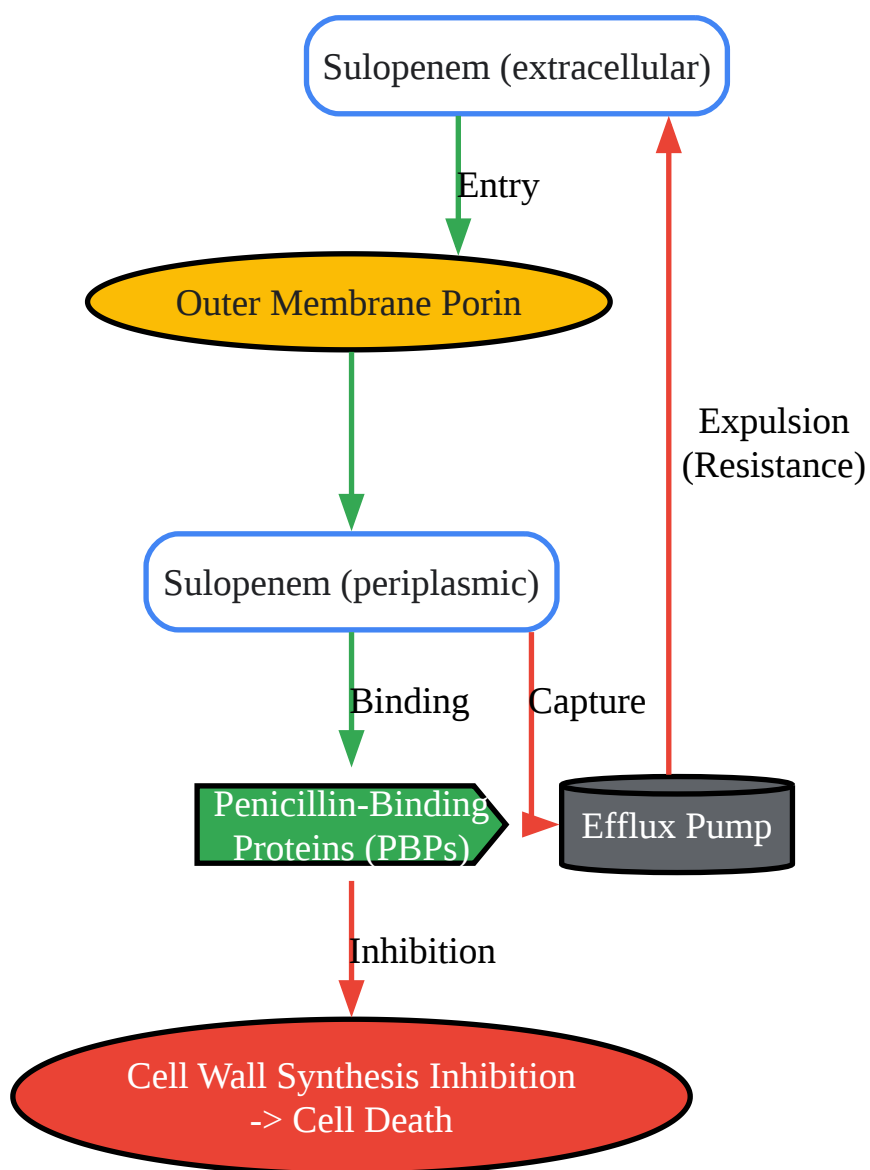 Sulopenem (extracellular)
Entry
Outer Membrane Porin
Expulsion
(Resistance)
Sulopenem (periplasmic)
Binding
Capture
Penicillin-Binding
Proteins (PBPs)
Efflux Pump
Inhibition
Cell Wall Synthesis Inhibition
-> Cell Death